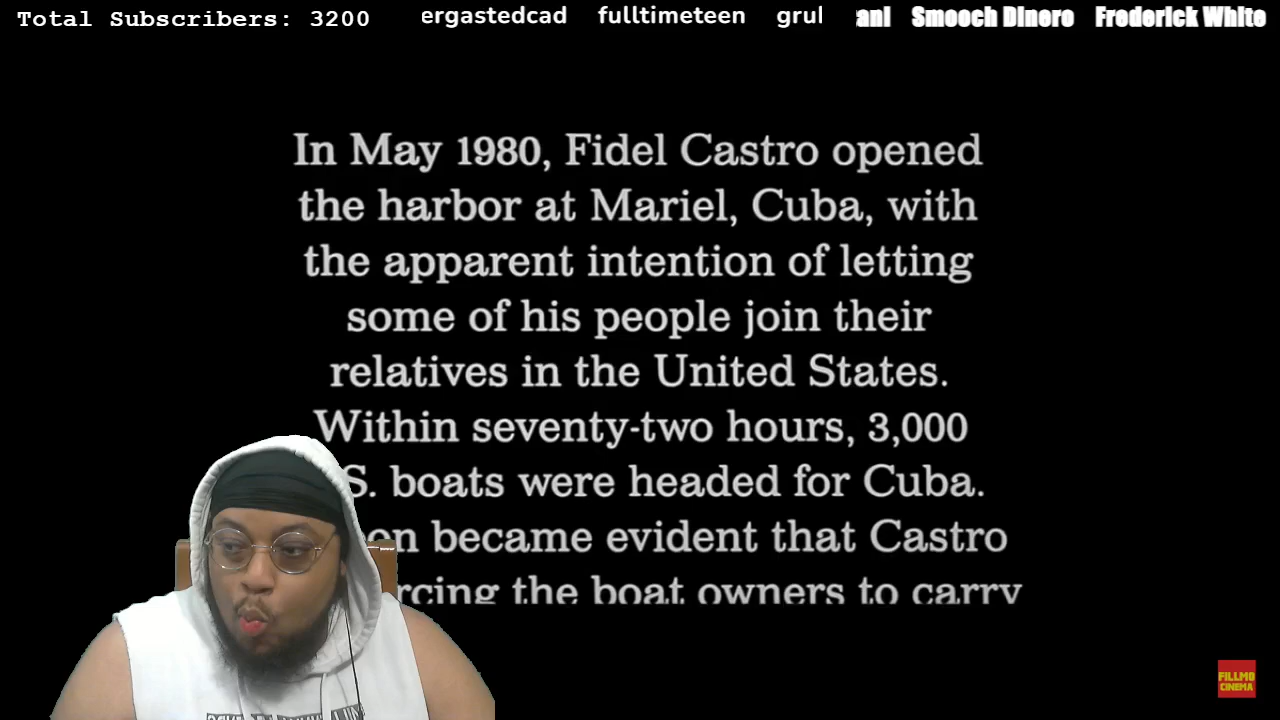 Total Subscribers: 3200
ergastedcad fulltimeteen
Smooch Dinero Frederick White
In May 1980, Fidel Castro opened
the harbor at Mariel, Cuba, with
the apparent intention of letting
some of his people join their
relatives in the United States.
Within seventy-two hours, 3,000
S. boats were headed for Cuba.
became evident that Castro
the boat owners to carry
FILLMO
CINEMA